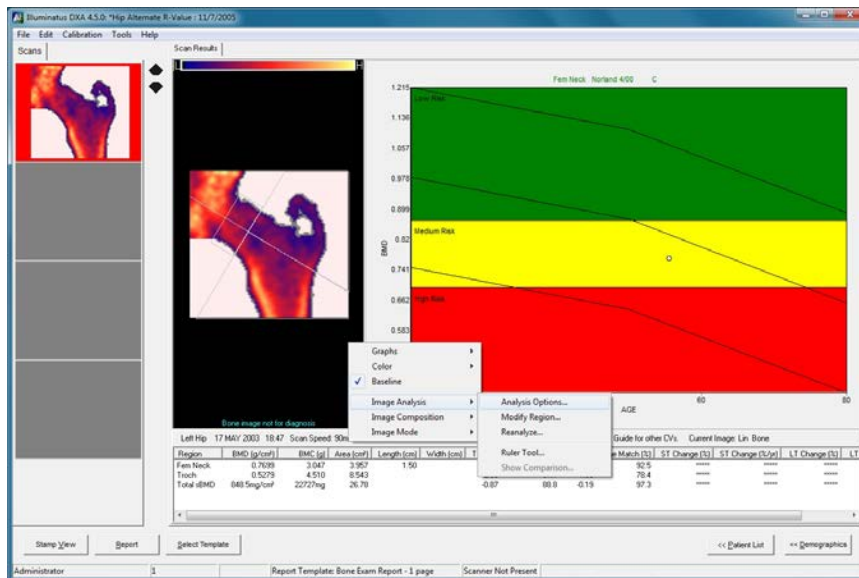 Illuminatus DXA 4.5.0: *Hip Alternate R-Value : 11/7/2005
File Edit Calibration Tools Help
Scans
Scan Results
L H
Fem Neck Norland 4/00 C
1.215
1.136
1.057
0.978
0.899
0.82
0.741
0.662
0.583
BMD
Low Risk
Medium Risk
High Risk
60 80
AGE
Bone image not for diagnosis
Graphs
Color
Baseline
Image Analysis
Image Composition
Image Mode
Analysis Options...
Modify Region...
Reanalyze...
Ruler Tool...
Show Comparison...
Left Hip 17 MAY 2003 18:47 Scan Speed: Guide for other CVs. Current Image: Lin Bone
Region BMD (g/cm²) BMC (g) Area (cm²) Length (cm) Width (cm) T Match (%) ST Change (%) ST Change (%/yr) LT Change (%) LT
Fem Neck 0.7699 3.047 3.957 1.50 92.5 ***** ***** *****
Troch 0.5279 4.510 8.543 78.4 ***** ***** *****
Total sBMD 848.5mg/cm² 22727mg 26.78 -0.87 88.8 -0.19 97.3 ***** ***** *****
Stamp View Report Select Template << Patient List << Demographics
Administrator 1 Report Template: Bone Exam Report - 1 page Scanner Not Present